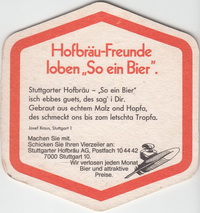 Hofbräu-Freunde
loben „So ein Bier".
Stuttgarter Hofbräu – „So ein Bier"
isch ebbes guets, des sag' i Dir.
Gebraut aus echtem Malz ond Hopfa,
des schmeckt ons bis zom letschta Tropfa.
Josef Kraus, Stuttgart 1
Machen Sie mit.
Schicken Sie Ihren Vierzeiler an:
Stuttgarter Hofbräu AG, Postfach 10 44 42
7000 Stuttgart 10.
Wir verlosen jeden Monat
Bier und attraktive
Preise.